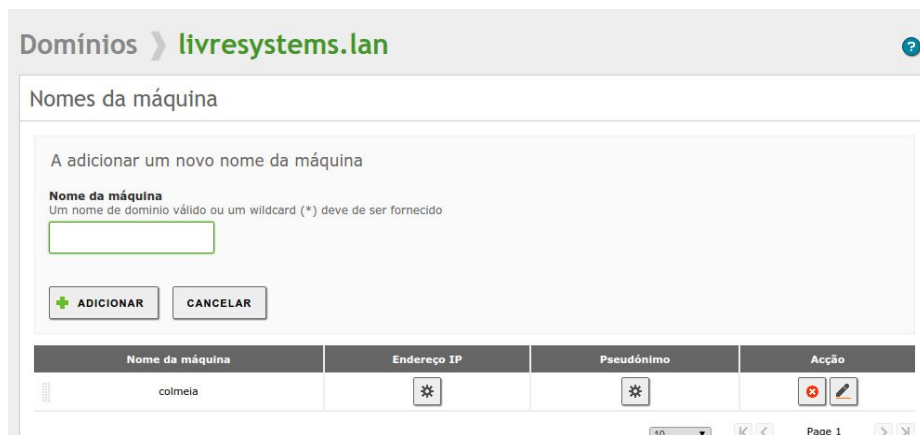 Domínios livresystems.lan
?
Nomes da máquina
A adicionar um novo nome da máquina
Nome da máquina
Um nome de dominio válido ou um wildcard (*) deve de ser fornecido
ADICIONAR CANCELAR
Nome da máquina Endereço IP Pseudónimo Acção
colmeia
10 Page 1